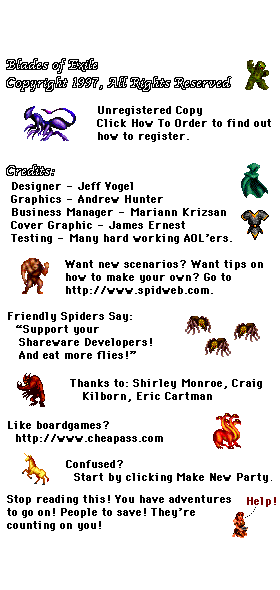 Blades of Exile
Copyright 1997, All Rights Reserved
Unregistered Copy
Click How To Order to find out
how to register.
Credits:
Designer - Jeff Vogel
Graphics - Andrew Hunter
Business Manager - Mariann Krizsan
Cover Graphic - James Ernest
Testing - Many hard working AOL'ers.
Want new scenarios? Want tips on
how to make your own? Go to
http://www.spidweb.com.
Friendly Spiders Say:
"Support your
Shareware Developers!
And eat more flies!"
Thanks to: Shirley Monroe, Craig
Kilborn, Eric Cartman
Like boardgames?
http://www.cheapass.com
Confused?
Start by clicking Make New Party.
Stop reading this! You have adventures
to go on! People to save! They're
counting on you!
Help!